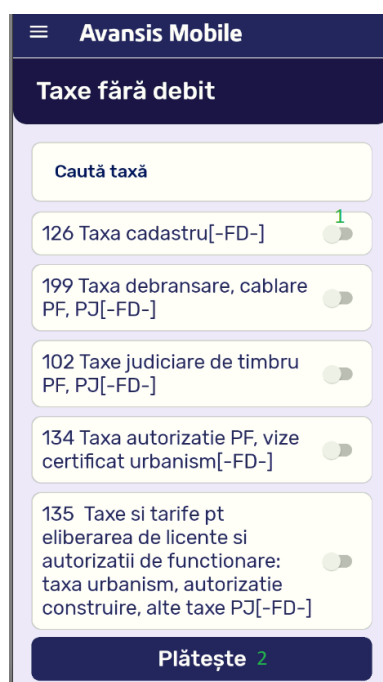 Avansis Mobile
Taxe fără debit
Caută taxă
1
126 Taxa cadastru[-FD-]
199 Taxa debransare, cablare
PF, PJ[-FD-]
102 Taxe judiciare de timbru
PF, PJ[-FD-]
134 Taxa autorizatie PF, vize
certificat urbanism[-FD-]
135 Taxe si tarife pt
eliberarea de licente si
autorizatii de functionare:
taxa urbanism, autorizatie
construire, alte taxe PJ[-FD-]
Plătește 2